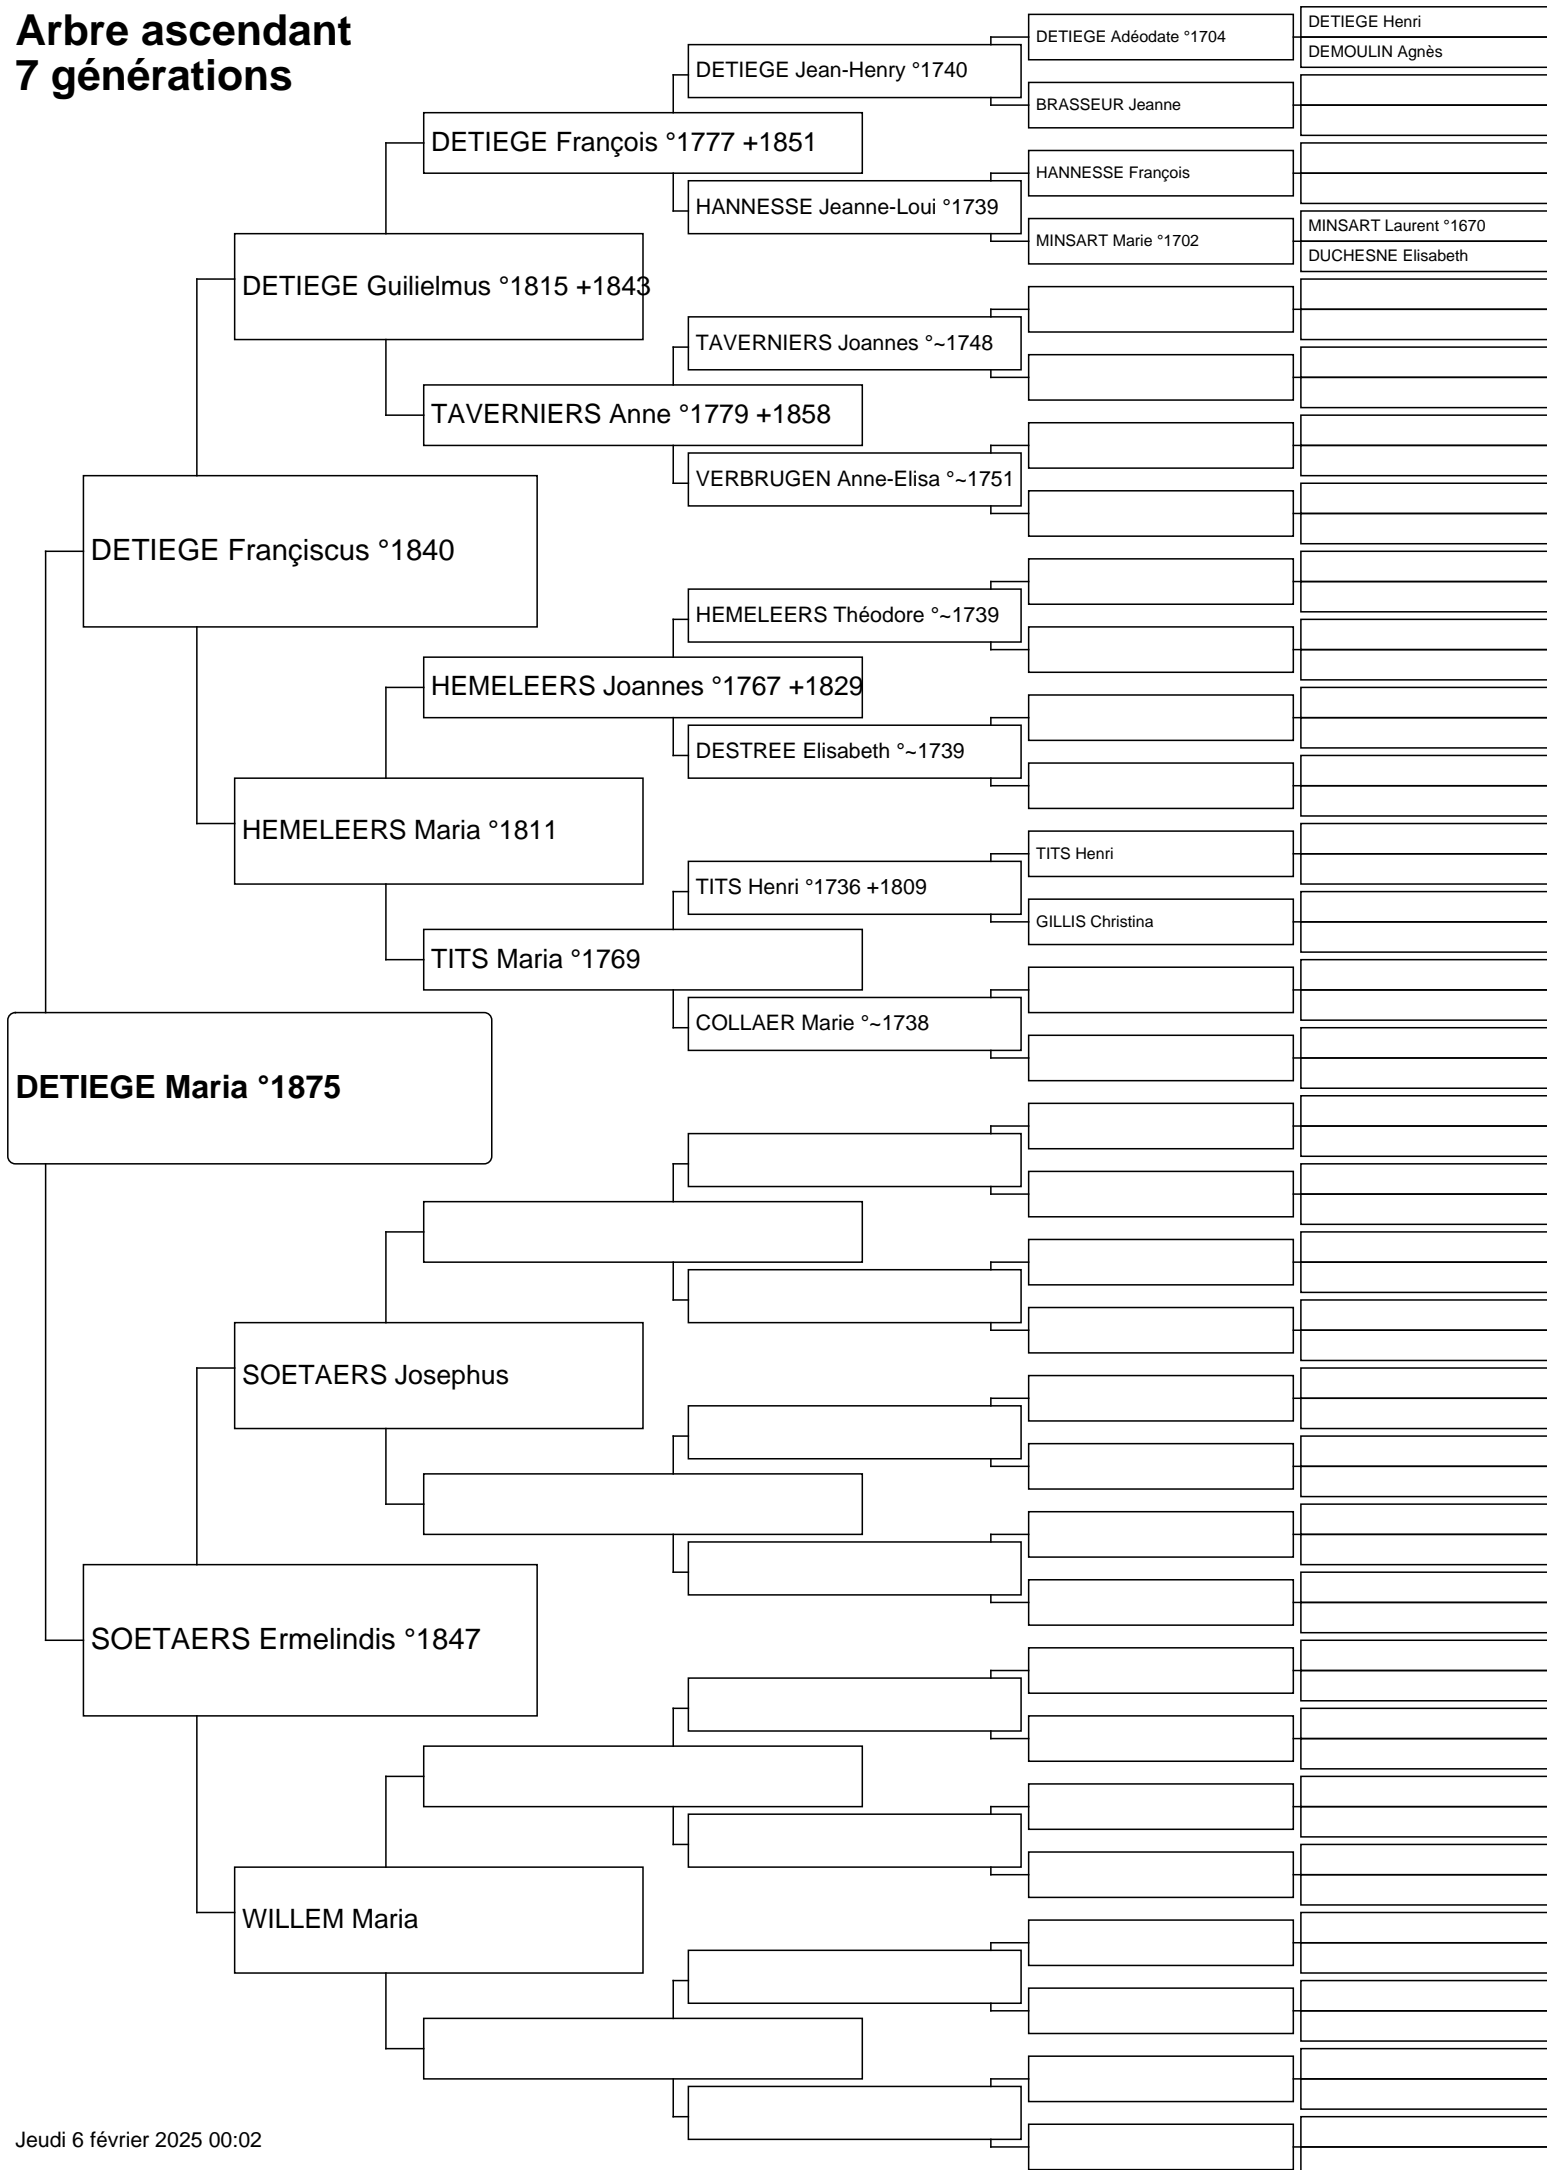 Arbre ascendant
7 générations
DETIEGE Maria °1875
DETIEGE Françiscus °1840
SOETAERS Ermelindis °1847
DETIEGE Guilielmus °1815 +1843
HEMELEERS Maria °1811
SOETAERS Josephus
WILLEM Maria
DETIEGE François °1777 +1851
TAVERNIERS Anne °1779 +1858
HEMELEERS Joannes °1767 +1829
TITS Maria °1769
DETIEGE Jean-Henry °1740
HANNESSE Jeanne-Loui °1739
TAVERNIERS Joannes °~1748
VERBRUGEN Anne-Elisa °~1751
HEMELEERS Théodore °~1739
DESTREE Elisabeth °~1739
TITS Henri °1736 +1809
COLLAER Marie °~1738
DETIEGE Adéodate °1704
BRASSEUR Jeanne
HANNESSE François
MINSART Marie °1702
TITS Henri
GILLIS Christina
DETIEGE Henri
DEMOULIN Agnès
MINSART Laurent °1670
DUCHESNE Elisabeth
Jeudi 6 février 2025 00:02